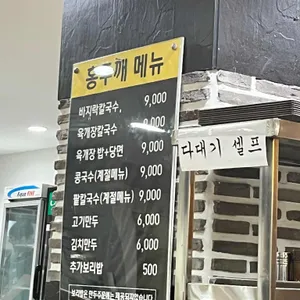 홍두깨 메뉴
바지락칼국수, 9,000
육개장칼국수 9,000
육개장 밥+당면 9,000
콩국수(계절메뉴) 9,000
팥칼국수(계절메뉴) 9,000
고기만두 6,000
김치만두 6,000
추가보리밥 500
다대기 셀프